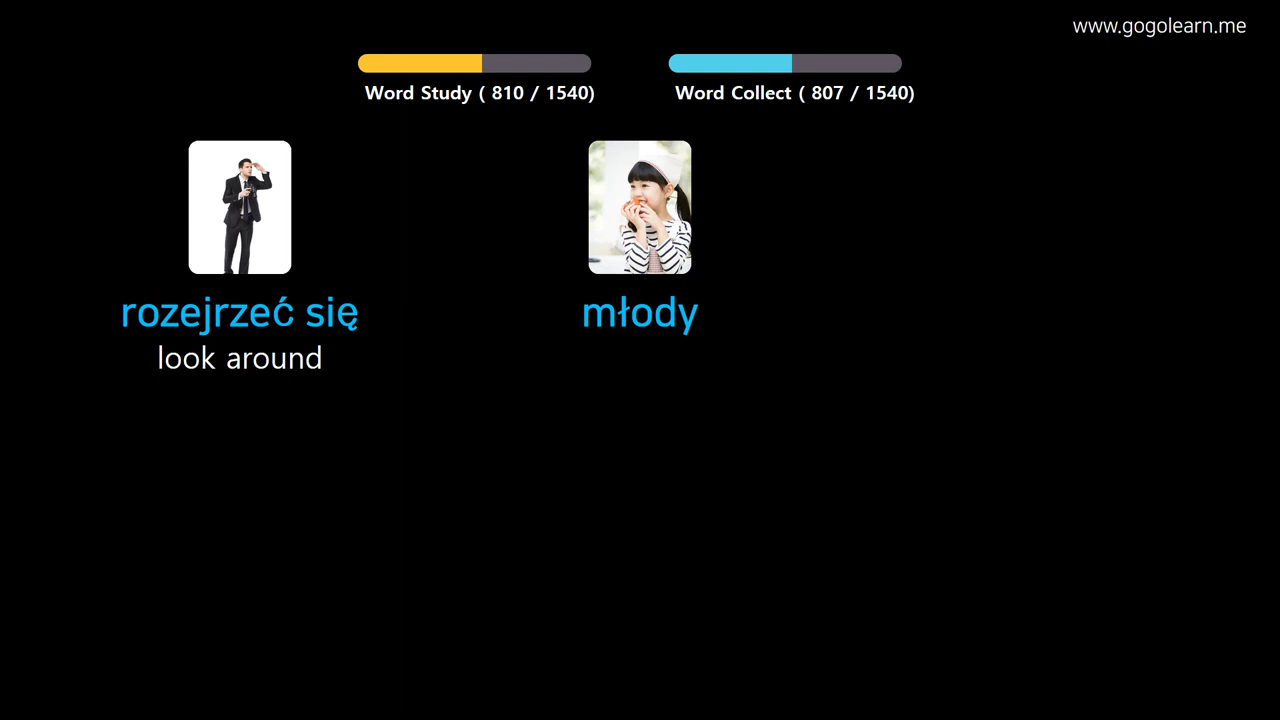 www.gogolearn.me
Word Study ( 810 / 1540)
Word Collect ( 807 / 1540)
rozejrzeć się
look around
młody